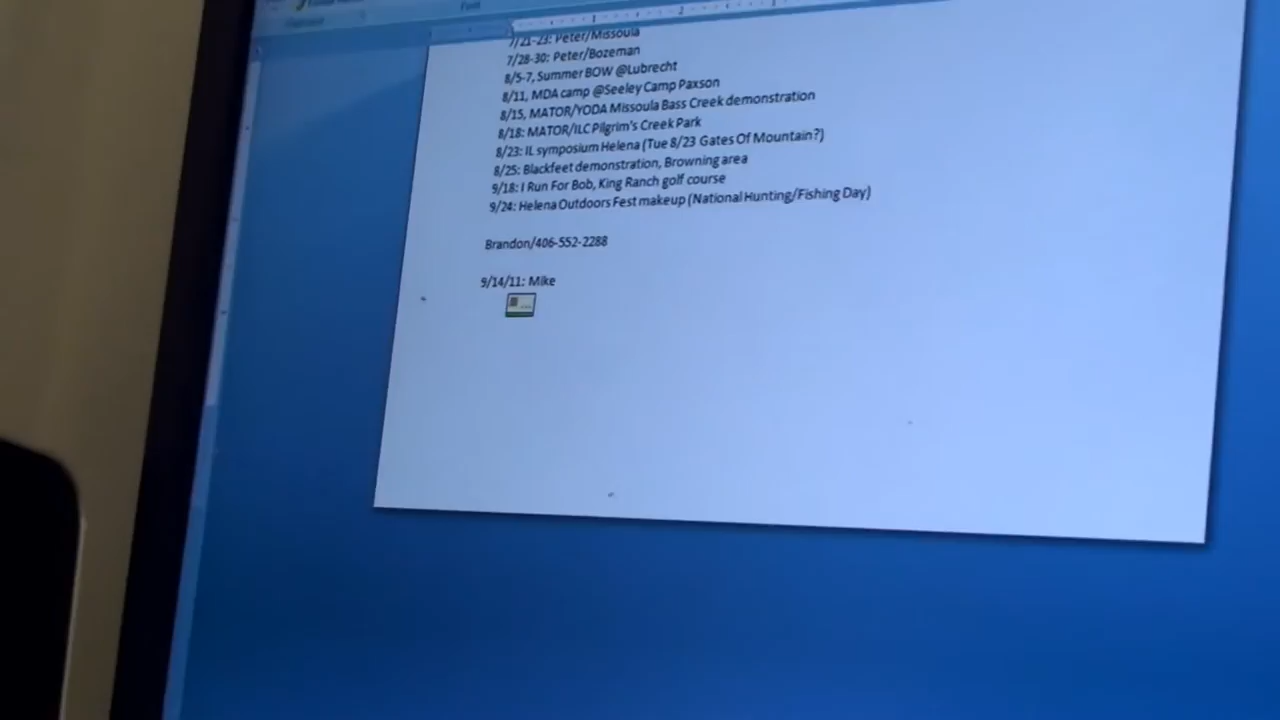 7/21-23: Peter/Missoula
7/28-30: Peter/Bozeman
8/5-7, Summer BOW @Lubrecht
8/11, MDA camp @Seeley Camp Paxson
8/15, MATOR/YODA Missoula Bass Creek demonstration
8/18: MATOR/ILC Pilgrim's Creek Park
8/23: IL symposium Helena (Tue 8/23 Gates Of Mountain?)
8/25: Blackfeet demonstration, Browning area
9/18: I Run For Bob, King Ranch golf course
9/24: Helena Outdoors Fest makeup (National Hunting/Fishing Day)
Brandon/406-552-2288
9/14/11: Mike